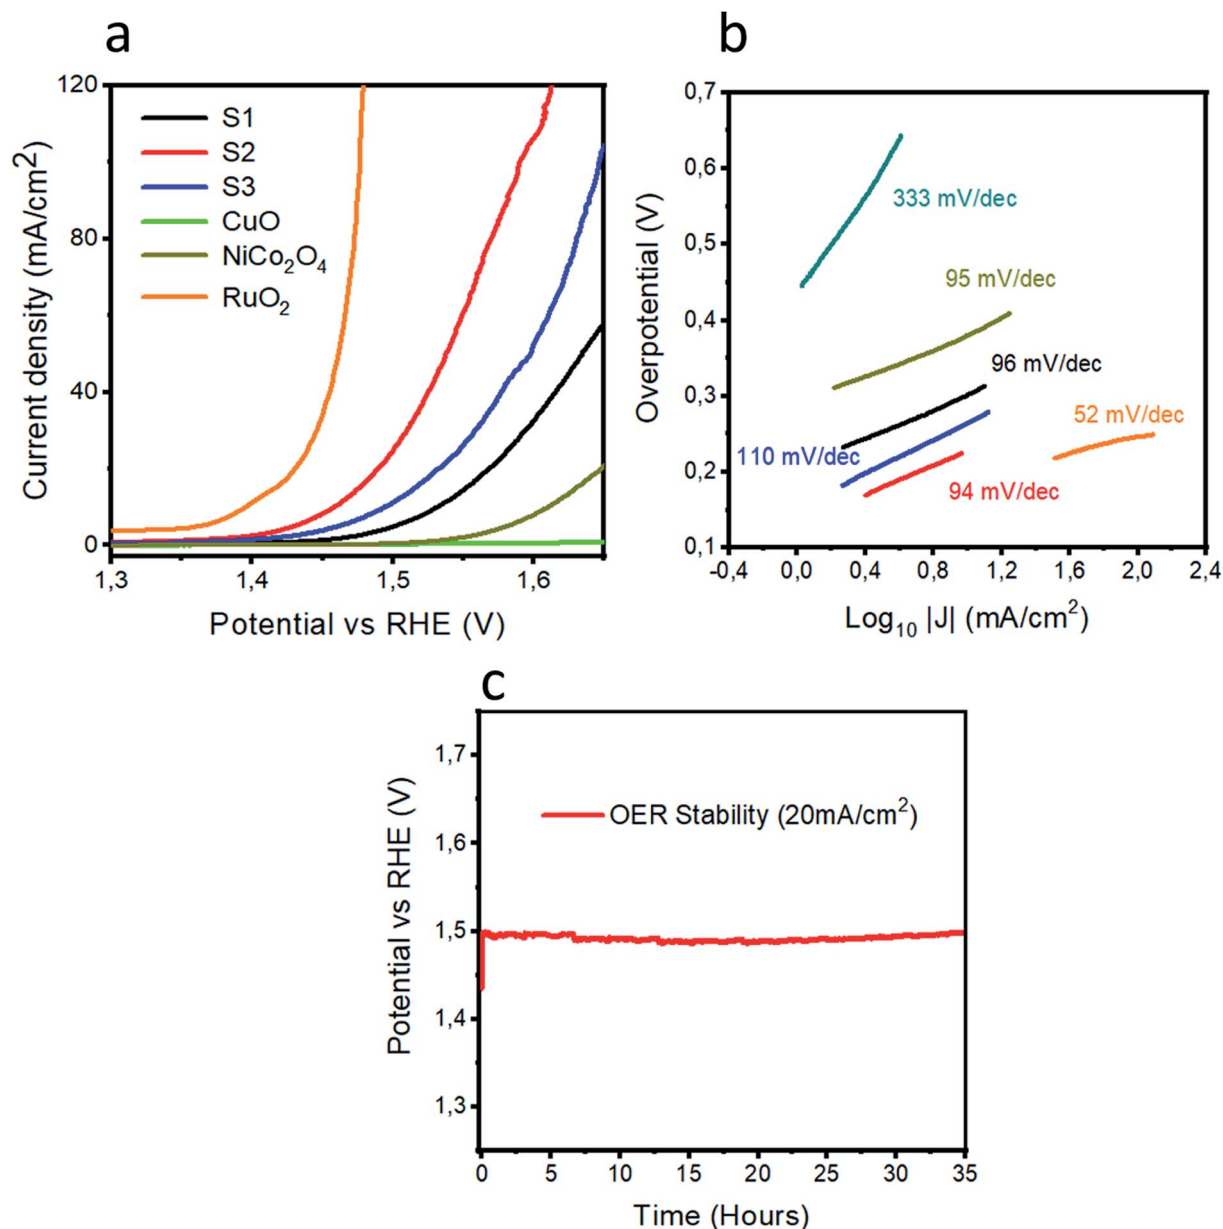 a
120
80
40
0
1,3
1,4
1,5
1,6
Current density (mA/cm²)
Potential vs RHE (V)
S1
S2
S3
CuO
NiCo₂O₄
RuO₂
b
0,7
0,6
0,5
0,4
0,3
0,2
0,1
-0,4
0,0
0,4
0,8
1,2
1,6
2,0
2,4
Overpotential (V)
Log₁₀ |J| (mA/cm²)
333 mV/dec
95 mV/dec
96 mV/dec
52 mV/dec
110 mV/dec
94 mV/dec
c
1,7
1,6
1,5
1,4
1,3
0
5
10
15
20
25
30
35
Potential vs RHE (V)
Time (Hours)
OER Stability (20mA/cm²)